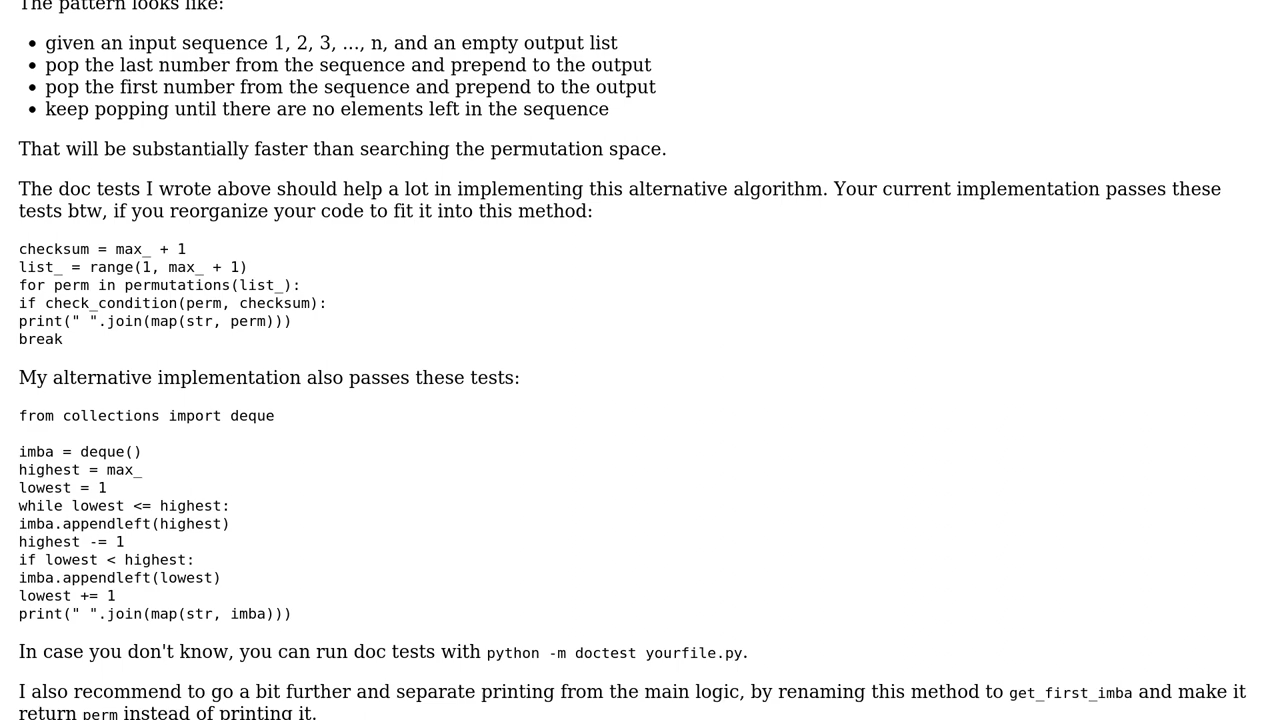 The pattern looks like:
• given an input sequence 1, 2, 3, ..., n, and an empty output list
• pop the last number from the sequence and prepend to the output
• pop the first number from the sequence and prepend to the output
• keep popping until there are no elements left in the sequence
That will be substantially faster than searching the permutation space.
The doc tests I wrote above should help a lot in implementing this alternative algorithm. Your current implementation passes these
tests btw, if you reorganize your code to fit it into this method:
checksum = max_ + 1
list_ = range(1, max_ + 1)
for perm in permutations(list_):
if check_condition(perm, checksum):
print(" ".join(map(str, perm)))
break
My alternative implementation also passes these tests:
from collections import deque
imba = deque()
highest = max_
lowest = 1
while lowest <= highest:
imba.appendleft(highest)
highest -= 1
if lowest < highest:
imba.appendleft(lowest)
lowest += 1
print(" ".join(map(str, imba)))
In case you don't know, you can run doc tests with python -m doctest yourfile.py.
I also recommend to go a bit further and separate printing from the main logic, by renaming this method to get_first_imba and make it
return perm instead of printing it.